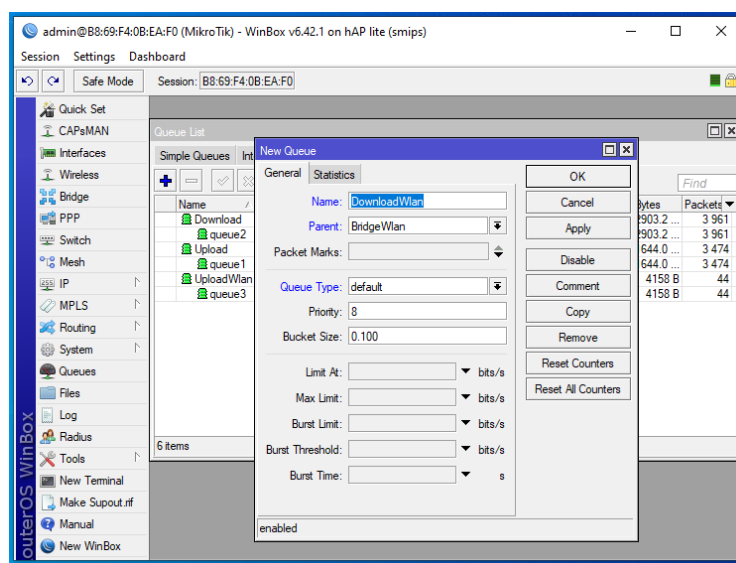 admin@B8:69:F4:0B:EA:F0 (MikroTik) - WinBox v6.42.1 on hAP lite (smips)
Session Settings Dashboard
Safe Mode Session: B8:69:F4:0B:EA:F0
Quick Set
CAPsMAN
Interfaces
Wireless
Bridge
PPP
Switch
Mesh
IP
MPLS
Routing
System
Queues
Files
Log
Radius
Tools
New Terminal
Make Supout.rif
Manual
New WinBox
outerOS WinBox
Queue List
Simple Queues Int
Find
Name Bytes Packets
Download 2903.2 ... 3 961
queue2 2903.2 ... 3 961
Upload 644.0 ... 3 474
queue1 644.0 ... 3 474
UploadWlan 4158 B 44
queue3 4158 B 44
6 items
New Queue
General Statistics
Name: DownloadWlan
Parent: BridgeWlan
Packet Marks:
Queue Type: default
Priority: 8
Bucket Size: 0.100
Limit At: bits/s
Max Limit: bits/s
Burst Limit: bits/s
Burst Threshold: bits/s
Burst Time: s
enabled
OK
Cancel
Apply
Disable
Comment
Copy
Remove
Reset Counters
Reset All Counters